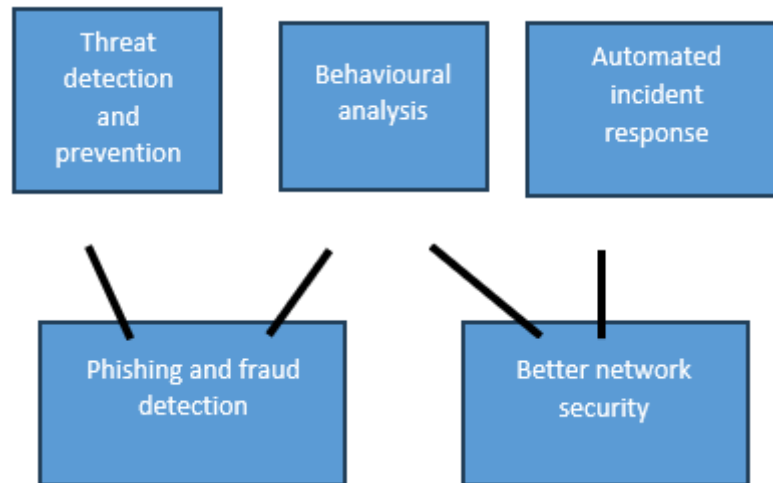 Threat
detection
and
prevention
Behavioural
analysis
Automated
incident
response
Phishing and fraud
detection
Better network
security